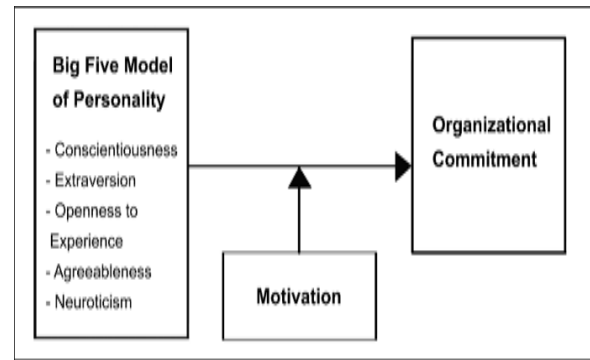 Big Five Model
of Personality
- Conscientiousness
- Extraversion
- Openness to
Experience
- Agreeableness
- Neuroticism
Organizational
Commitment
Motivation